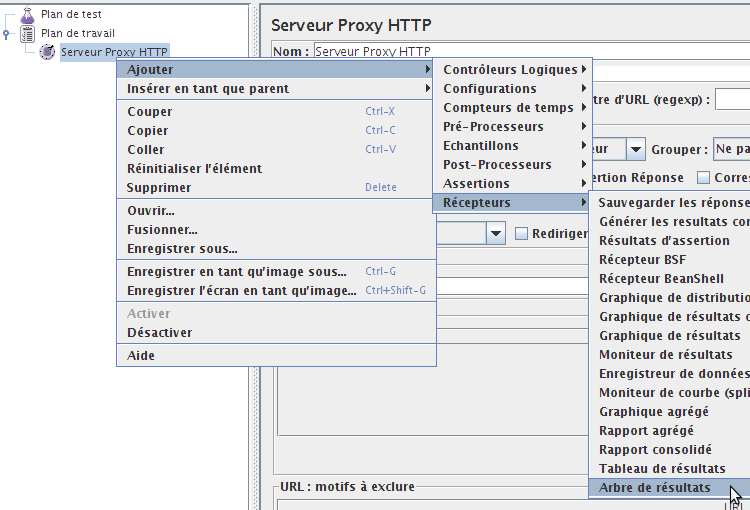 Plan de test
Plan de travail
Serveur Proxy HTTP
Serveur Proxy HTTP
Nom : Serveur Proxy HTTP
Ajouter
Insérer en tant que parent
Couper Ctrl-X
Copier Ctrl-C
Coller Ctrl-V
Réinitialiser l'élément
Supprimer Delete
Ouvrir...
Fusionner...
Enregistrer sous...
Enregistrer en tant qu'image sous... Ctrl-G
Enregistrer l'écran en tant qu'image... Ctrl+Shift-G
Activer
Désactiver
Aide
Contrôleurs Logiques
Configurations
Compteurs de temps
Pré-Processeurs
Echantillons
Post-Processeurs
Assertions
Récepteurs
tre d'URL (regexp) :
eur Grouper : Ne pa
ertion Réponse Corres
Rediriger
Sauvegarder les réponse
Générer les resultats con
Résultats d'assertion
Récepteur BSF
Récepteur BeanShell
Graphique de distributio
Graphique de résultats c
Graphique de résultats
Moniteur de résultats
Enregistreur de données
Moniteur de courbe (spli
Graphique agrégé
Rapport agrégé
Rapport consolidé
Tableau de résultats
Arbre de résultats
URL : motifs à exclure
URL